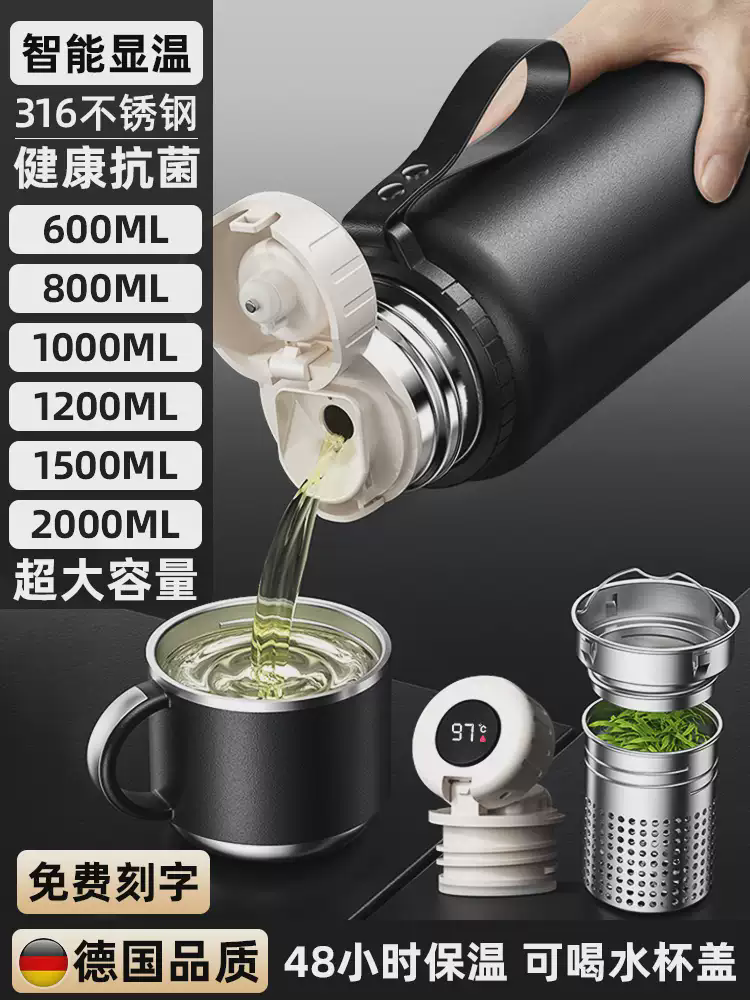 智能显温
316不锈钢
健康抗菌
600ML
800ML
1000ML
1200ML
1500ML
2000ML
超大容量
97℃
免费刻字
德国品质
48小时保温 可喝水杯盖